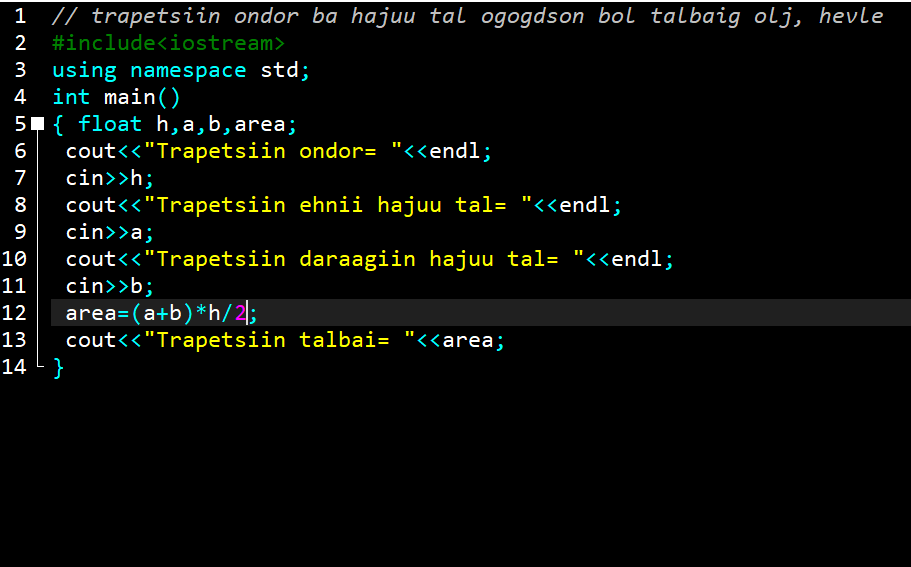 1 // trapetsiin ondor ba hajuu tal ogogdson bol talbaig olj, hevle
2 #include<iostream>
3 using namespace std;
4 int main()
5 { float h,a,b,area;
6 cout<<"Trapetsiin ondor= "<<endl;
7 cin>>h;
8 cout<<"Trapetsiin ehnii hajuu tal= "<<endl;
9 cin>>a;
10 cout<<"Trapetsiin daraagiin hajuu tal= "<<endl;
11 cin>>b;
12 area=(a+b)*h/2;
13 cout<<"Trapetsiin talbai= "<<area;
14 }